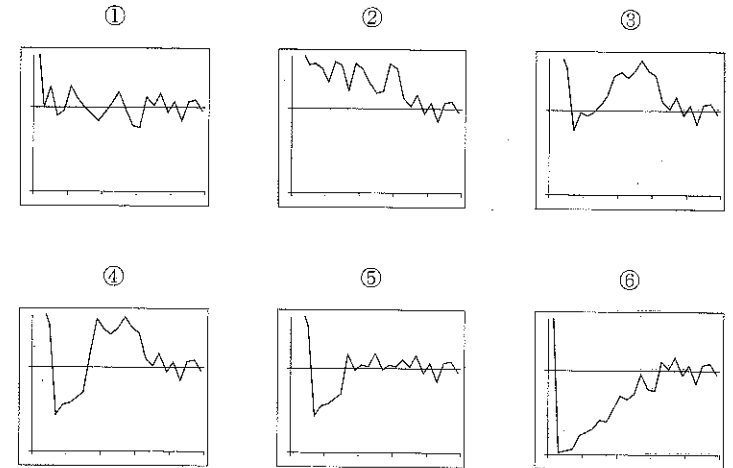 ① ② ③
④ ⑤ ⑥